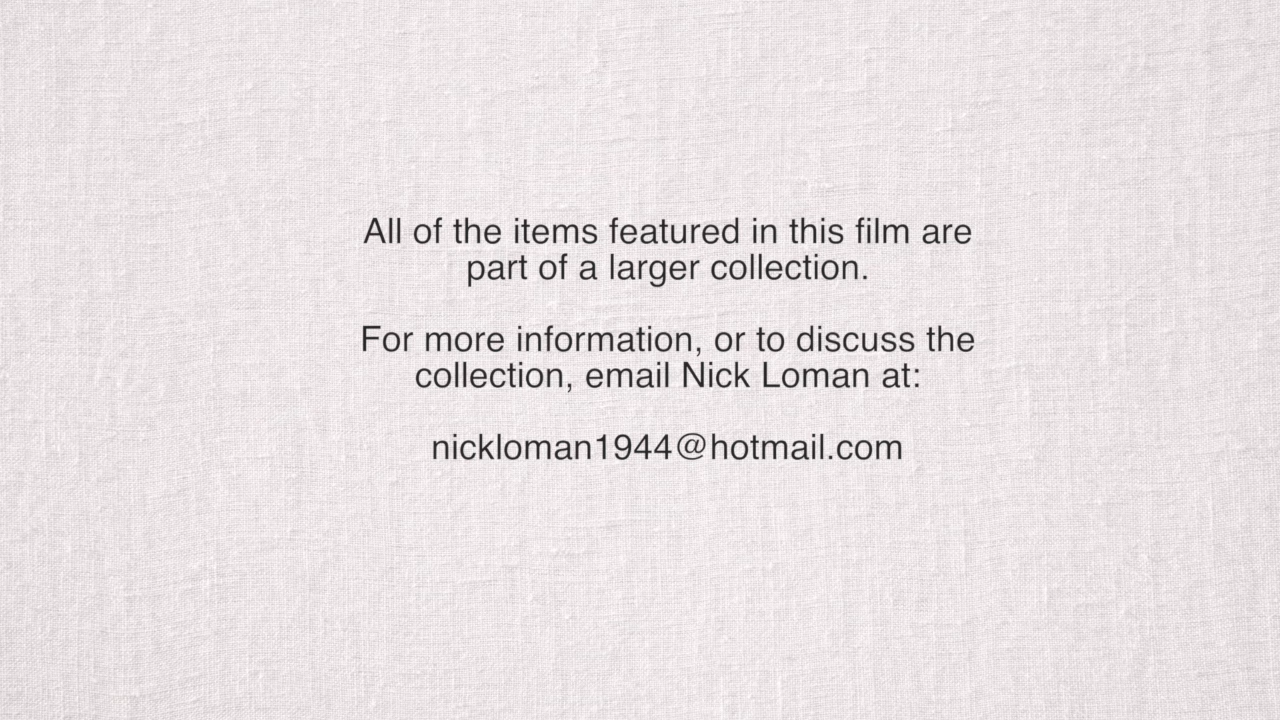 All of the items featured in this film are
part of a larger collection.
For more information, or to discuss the
collection, email Nick Loman at:
nickloman1944@hotmail.com